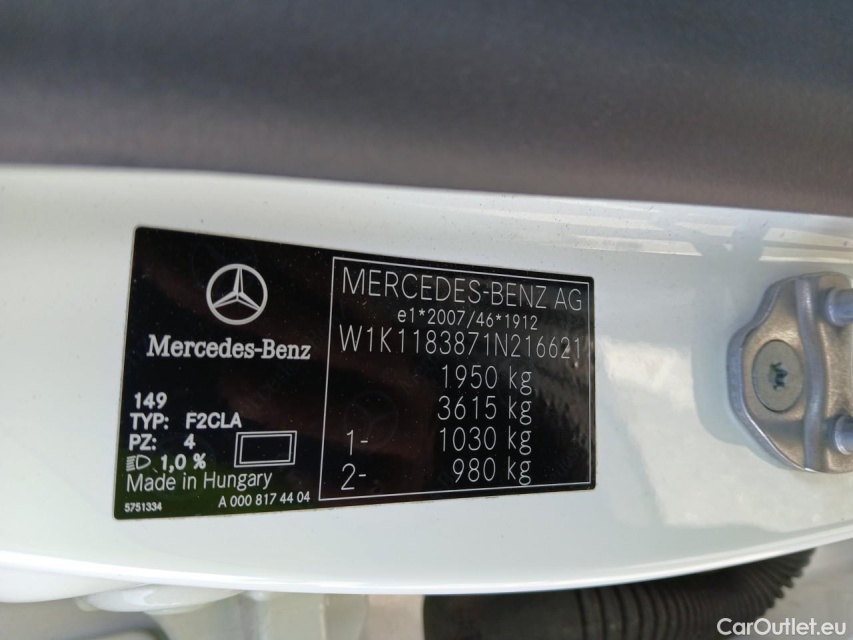 Mercedes-Benz
149
TYP: F2CLA
PZ: 4
1,0 %
Made in Hungary
5751334
A 000 817 44 04
MERCEDES-BENZ AG
e1*2007/46*1912
W1K1183871N216621
1950 kg
3615 kg
1- 1030 kg
2- 980 kg
CarOutlet.eu